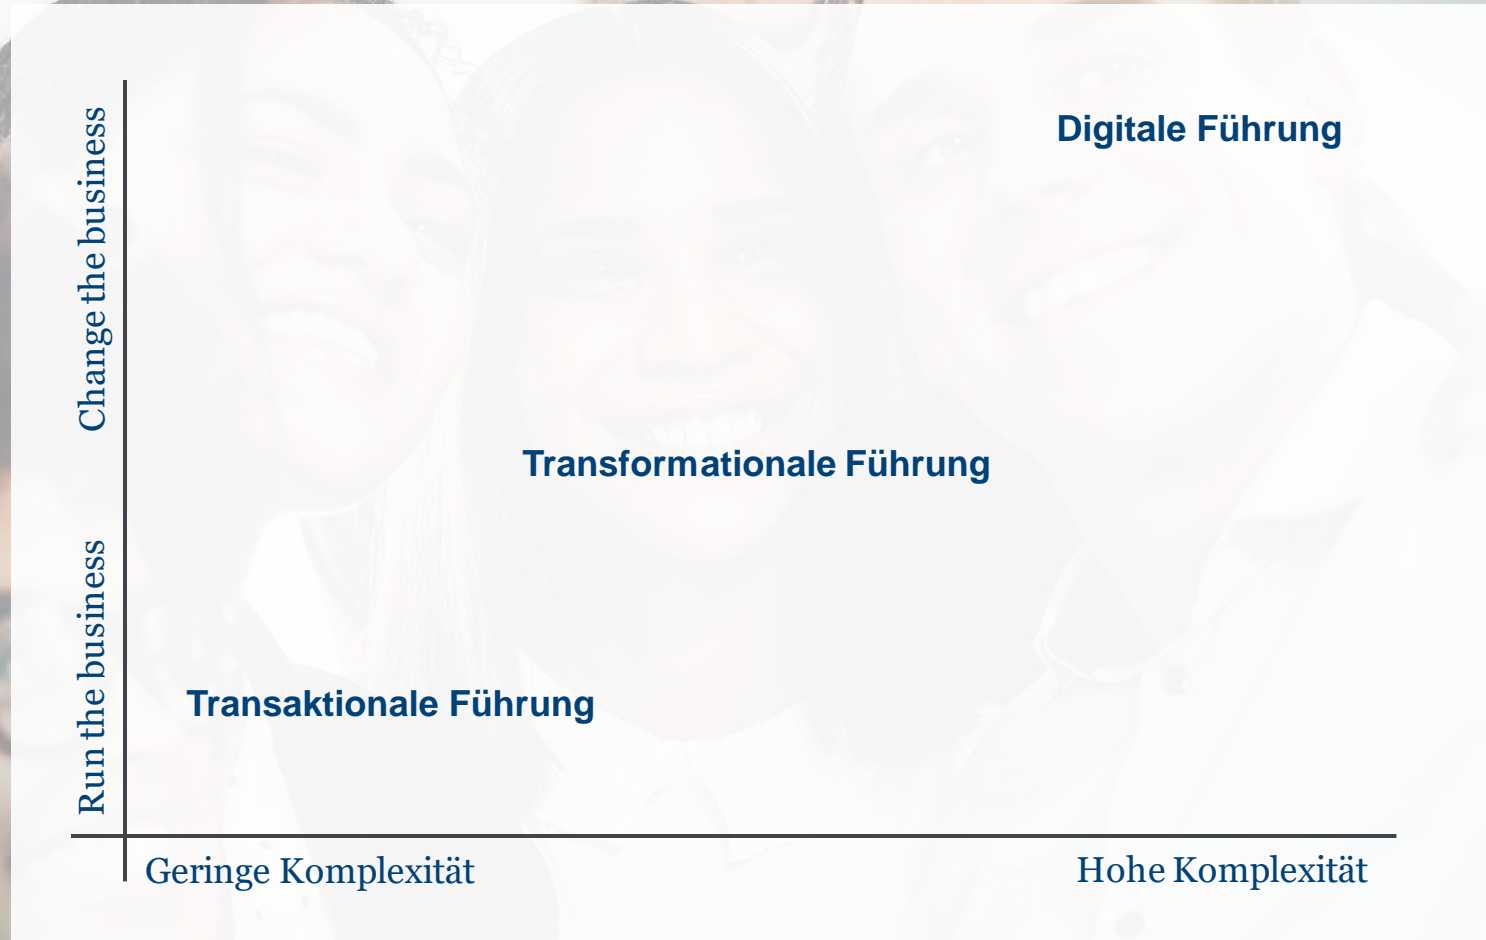 Change the business
Digitale Führung
Transformationale Führung
Run the business
Transaktionale Führung
Geringe Komplexität
Hohe Komplexität